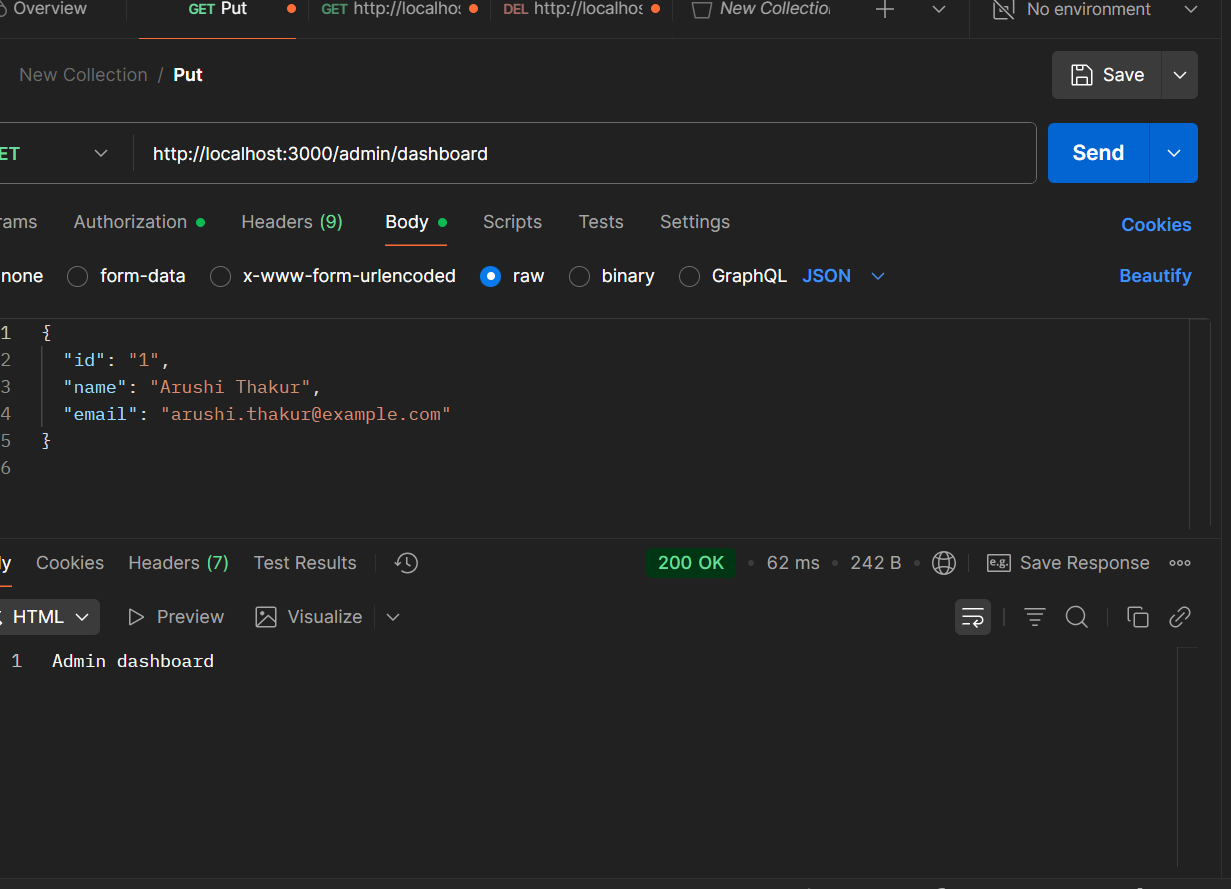 Overview GET Put GET http://localhos DEL http://localhos New Collection No environment
New Collection / Put Save
ET http://localhost:3000/admin/dashboard Send
rams Authorization Headers (9) Body Scripts Tests Settings Cookies
none form-data x-www-form-urlencoded raw binary GraphQL JSON Beautify
1 {
2 "id": "1",
3 "name": "Arushi Thakur",
4 "email": "arushi.thakur@example.com"
5 }
6
y Cookies Headers (7) Test Results 200 OK • 62 ms • 242 B • e.g. Save Response
HTML Preview Visualize
1 Admin dashboard